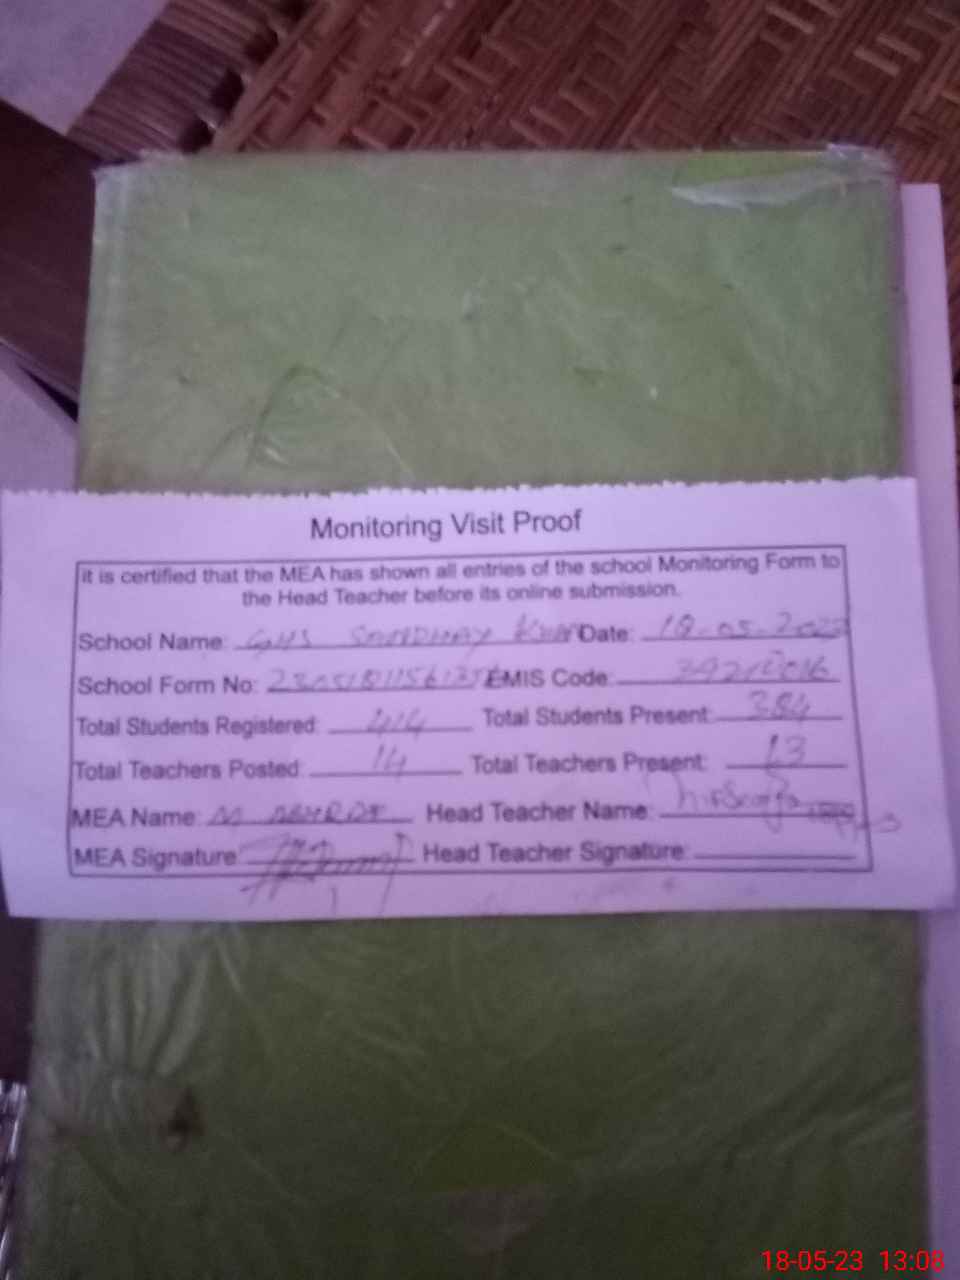 Monitoring Visit Proof
it is certified that the MEA has shown all entries of the school Monitoring Form to
the Head Teacher before its online submission.
School Name: GHS Date: 18-05-2023
School Form No: EMIS Code:
Total Students Registered: 414 Total Students Present: 384
Total Teachers Posted: 14 Total Teachers Present: 13
MEA Name: M Head Teacher Name:
MEA Signature: Head Teacher Signature:
18-05-23 13:08